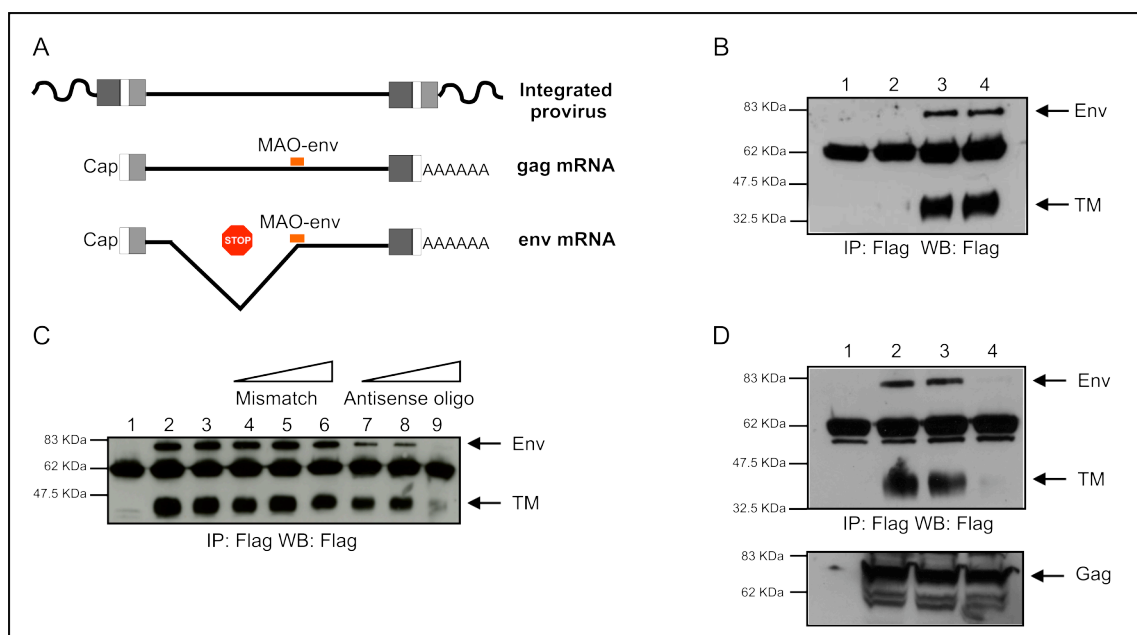 A
Integrated
provirus
MAO-env
Cap
AAAAAA
gag mRNA
STOP
MAO-env
Cap
AAAAAA
env mRNA
B
1 2 3 4
83 KDa
Env
62 KDa
47.5 KDa
TM
32.5 KDa
IP: Flag WB: Flag
C
Mismatch
Antisense oligo
1 2 3 4 5 6 7 8 9
83 KDa
Env
62 KDa
47.5 KDa
TM
IP: Flag WB: Flag
D
1 2 3 4
83 KDa
Env
62 KDa
47.5 KDa
TM
32.5 KDa
IP: Flag WB: Flag
83 KDa
Gag
62 KDa